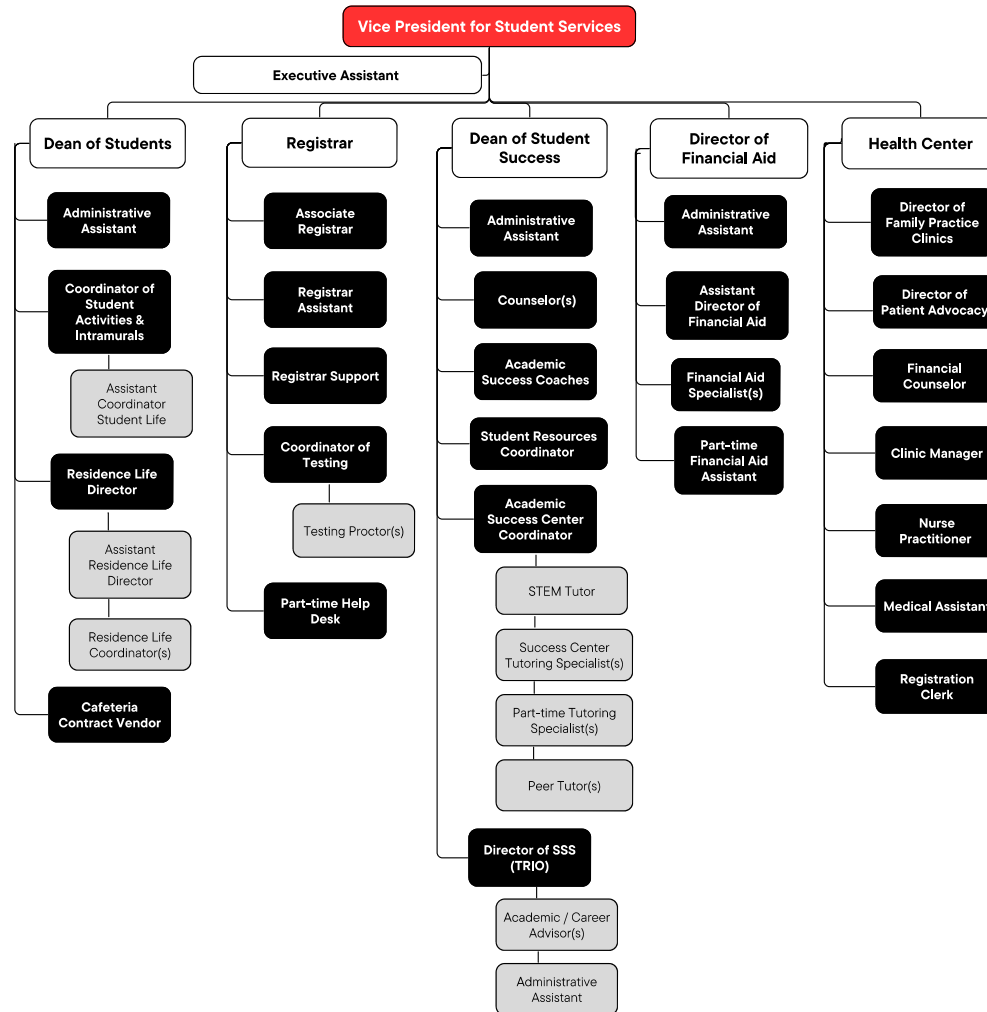 Vice President for Student Services
Executive Assistant
Dean of Students
Administrative
Assistant
Coordinator of
Student
Activities &
Intramurals
Assistant
Coordinator
Student Life
Residence Life
Director
Assistant
Residence Life
Director
Residence Life
Coordinator(s)
Cafeteria
Contract Vendor
Registrar
Associate
Registrar
Registrar
Assistant
Registrar Support
Coordinator of
Testing
Testing Proctor(s)
Part-time Help
Desk
Dean of Student
Success
Administrative
Assistant
Counselor(s)
Academic
Success Coaches
Student Resources
Coordinator
Academic
Success Center
Coordinator
STEM Tutor
Success Center
Tutoring Specialist(s)
Part-time Tutoring
Specialist(s)
Peer Tutor(s)
Director of SSS
(TRIO)
Academic / Career
Advisor(s)
Administrative
Assistant
Director of
Financial Aid
Administrative
Assistant
Assistant
Director of
Financial Aid
Financial Aid
Specialist(s)
Part-time
Financial Aid
Assistant
Health Center
Director of
Family Practice
Clinics
Director of
Patient Advocacy
Financial
Counselor
Clinic Manager
Nurse
Practitioner
Medical Assistant
Registration
Clerk